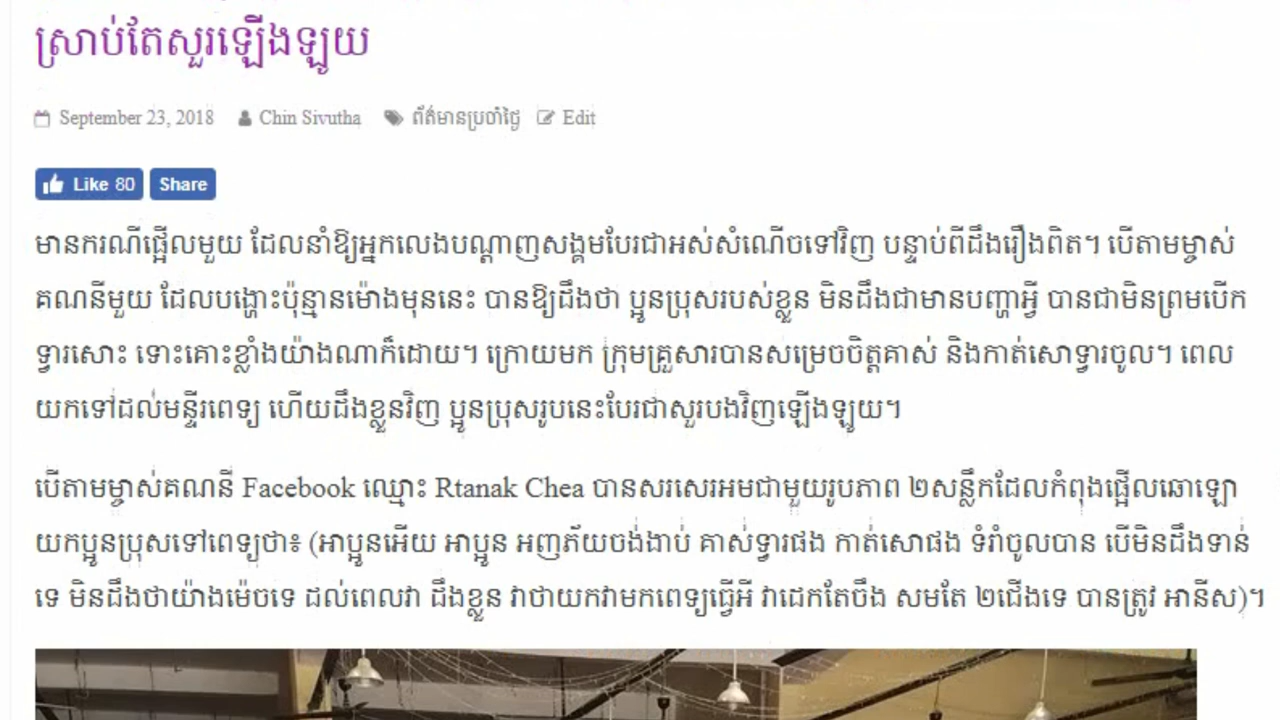 ស្រាប់តែសួរឡើងឡូយ
September 23, 2018 Chin Sivutha ព័ត៌មានប្រចាំថ្ងៃ Edit
Like 80 Share
មានករណីផ្អើលមួយ ដែលនាំឱ្យអ្នកលេងបណ្តាញសង្គមបែរជាអស់សំណើចទៅវិញ បន្ទាប់ពីដឹងរឿងពិត។ បើតាមម្ចាស់
គណនីមួយ ដែលបង្ហោះប៉ុន្មានម៉ោងមុននេះ បានឱ្យដឹងថា ប្អូនប្រុសរបស់ខ្លួន មិនដឹងជាមានបញ្ហាអ្វី បានជាមិនព្រមបើក
ទ្វារសោះ ទោះគោះខ្លាំងយ៉ាងណាក៏ដោយ។ ក្រោយមក ក្រុមគ្រួសារបានសម្រេចចិត្តគាស់ និងកាត់សោទ្វារចូល។ ពេល
យកទៅដល់មន្ទីរពេទ្យ ហើយដឹងខ្លួនវិញ ប្អូនប្រុសរូបនេះបែរជាសួរបងវិញឡើងឡូយ។
បើតាមម្ចាស់គណនី Facebook ឈ្មោះ Rtanak Chea បានសរសេរអមជាមួយរូបភាព ២សន្លឹកដែលកំពុងផ្អើលឆោឡោ
យកប្អូនប្រុសទៅពេទ្យថា៖ (អាប្អូនអើយ អាប្អូន អញភ័យចង់ងាប់ គាស់ទ្វារផង កាត់សោផង ទំរាំចូលបាន បើមិនដឹងទាន់
ទេ មិនដឹងថាយ៉ាងម៉េចទេ ដល់ពេលវា ដឹងខ្លួន វាថាយកវាមកពេទ្យធ្វើអី វាដេកតែចឹង សមតែ ២ជើងទេ បានត្រូវ អានីស)។